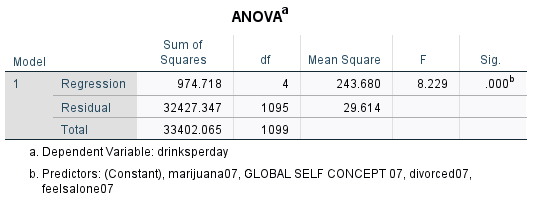 ANOVAa
Model Sum of Squares df Mean Square F Sig.
1 Regression 974.718 4 243.680 8.229 .000b
Residual 32427.347 1095 29.614
Total 33402.065 1099
a. Dependent Variable: drinksperday
b. Predictors: (Constant), marijuana07, GLOBAL SELF CONCEPT 07, divorced07,
feelsalone07